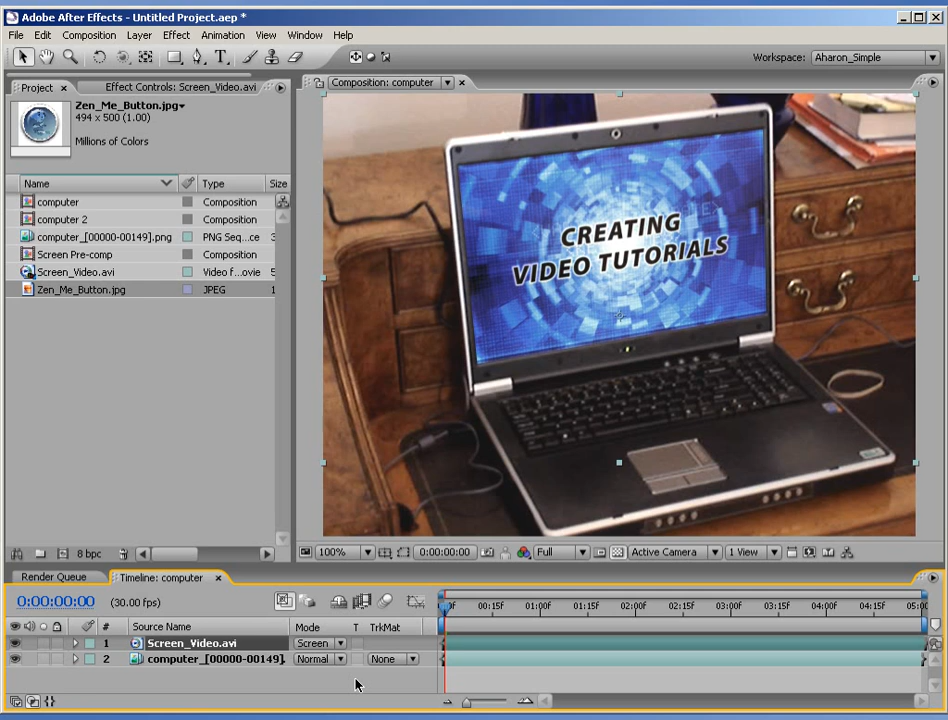 Adobe After Effects - Untitled Project.aep *
File Edit Composition Layer Effect Animation View Window Help
Workspace: Aharon_Simple
Project Effect Controls: Screen_Video.avi
Composition: computer
Zen_Me_Button.jpg
494 x 500 (1.00)
Millions of Colors
Name Type Size
computer Composition
computer 2 Composition
computer_[00000-00149].png PNG Seq...ce 3
Screen Pre-comp Composition
Screen_Video.avi Video f...ovie 5
Zen_Me_Button.jpg JPEG 1
CREATING
VIDEO TUTORIALS
8 bpc
100% 0:00:00:00 Full Active Camera 1 View
Render Queue Timeline: computer
0:00:00:00 (30.00 fps)
00:15F 01:00F 01:15F 02:00F 02:15F 03:00F 03:15F 04:00F 04:15F 05:00
# Source Name Mode T TrkMat
1 Screen_Video.avi Screen
2 computer_[00000-00149]. Normal None